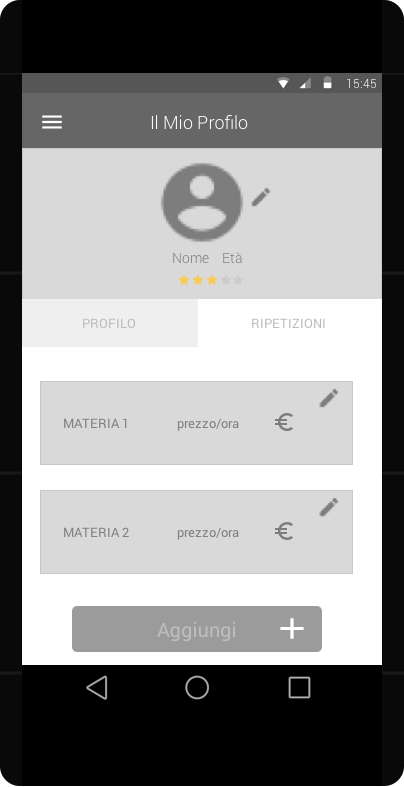 15:45
Il Mio Profilo
Nome Età
PROFILO RIPETIZIONI
MATERIA 1 prezzo/ora €
MATERIA 2 prezzo/ora €
Aggiungi +